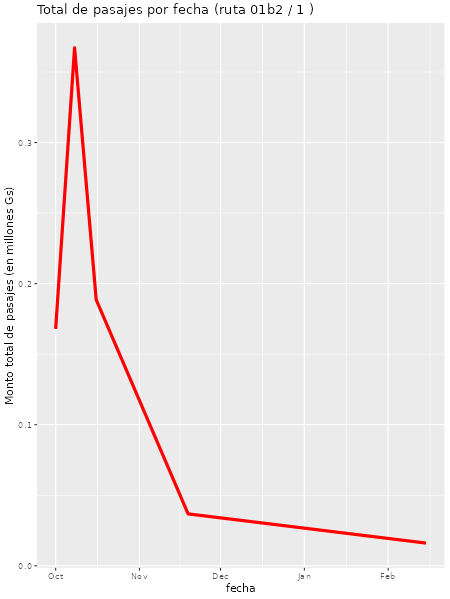 Total de pasajes por fecha (ruta 01b2 / 1 )
Monto total de pasajes (en millones Gs)
0.3
0.2
0.1
0.0
Oct Nov Dec Jan Feb
fecha